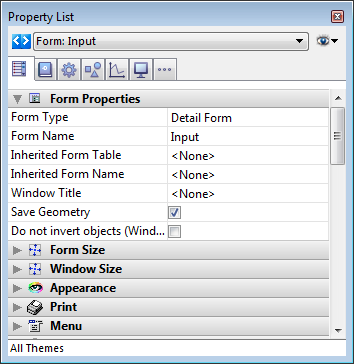 Property List
Form: Input
Form Properties
Form Type Detail Form
Form Name Input
Inherited Form Table <None>
Inherited Form Name <None>
Window Title <None>
Save Geometry
Do not invert objects (Wind...
Form Size
Window Size
Appearance
Print
Menu
All Themes